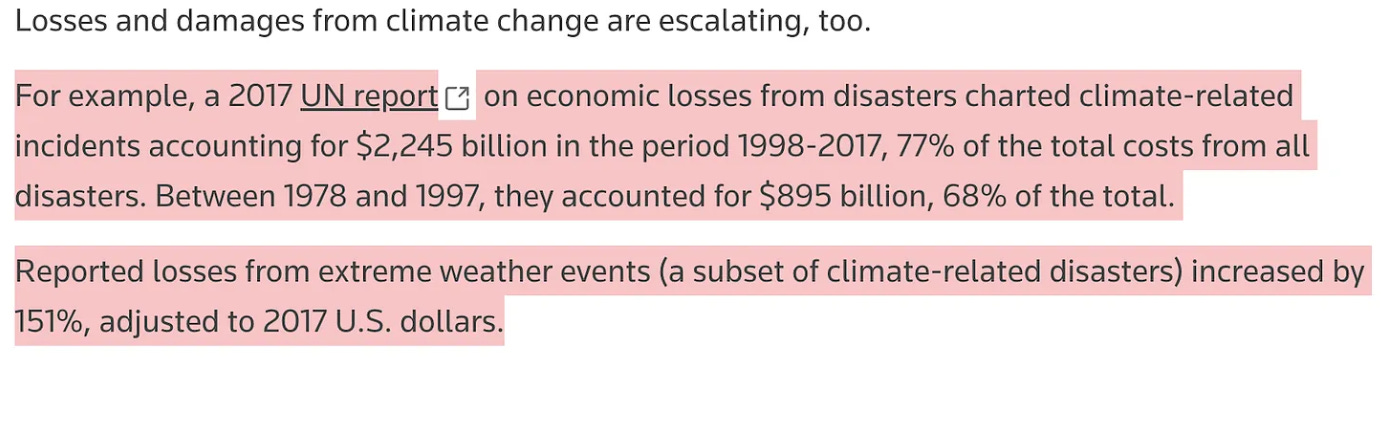 Losses and damages from climate change are escalating, too.
For example, a 2017 UN report on economic losses from disasters charted climate-related
incidents accounting for $2,245 billion in the period 1998-2017, 77% of the total costs from all
disasters. Between 1978 and 1997, they accounted for $895 billion, 68% of the total.
Reported losses from extreme weather events (a subset of climate-related disasters) increased by
151%, adjusted to 2017 U.S. dollars.